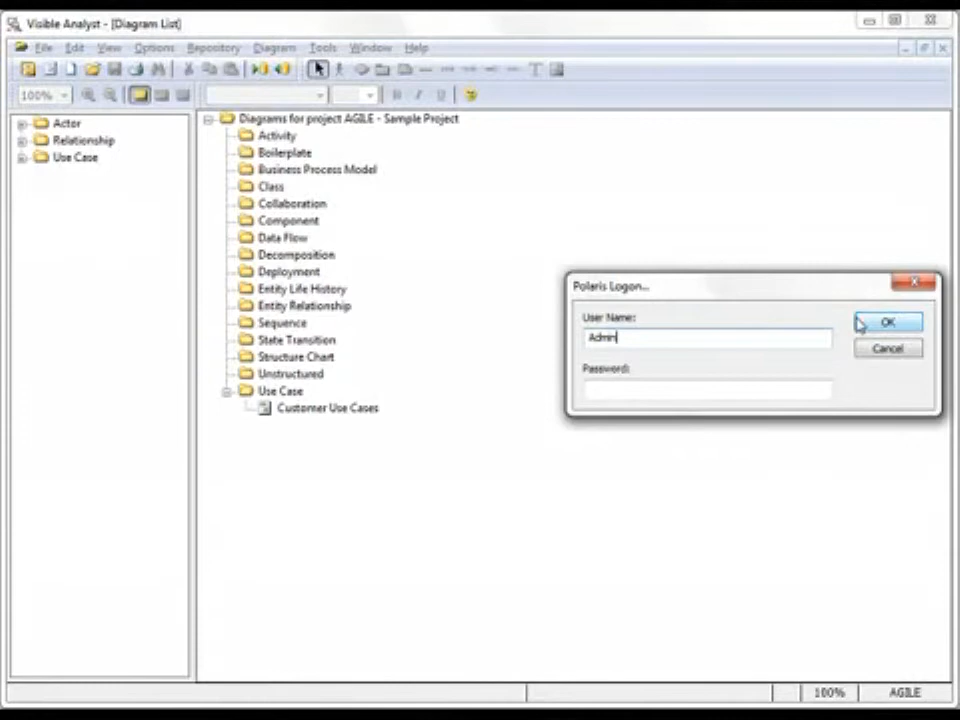 Visible Analyst - [Diagram List]
File Edit View Options Repository Diagram Tools Window Help
100%
B I U
Actor
Relationship
Use Case
Diagrams for project AGILE - Sample Project
Activity
Boilerplate
Business Process Model
Class
Collaboration
Component
Data Flow
Decomposition
Deployment
Entity Life History
Entity Relationship
Sequence
State Transition
Structure Chart
Unstructured
Use Case
Customer Use Cases
Polaris Logon...
User Name:
Admin
OK
Cancel
Password:
100% AGILE